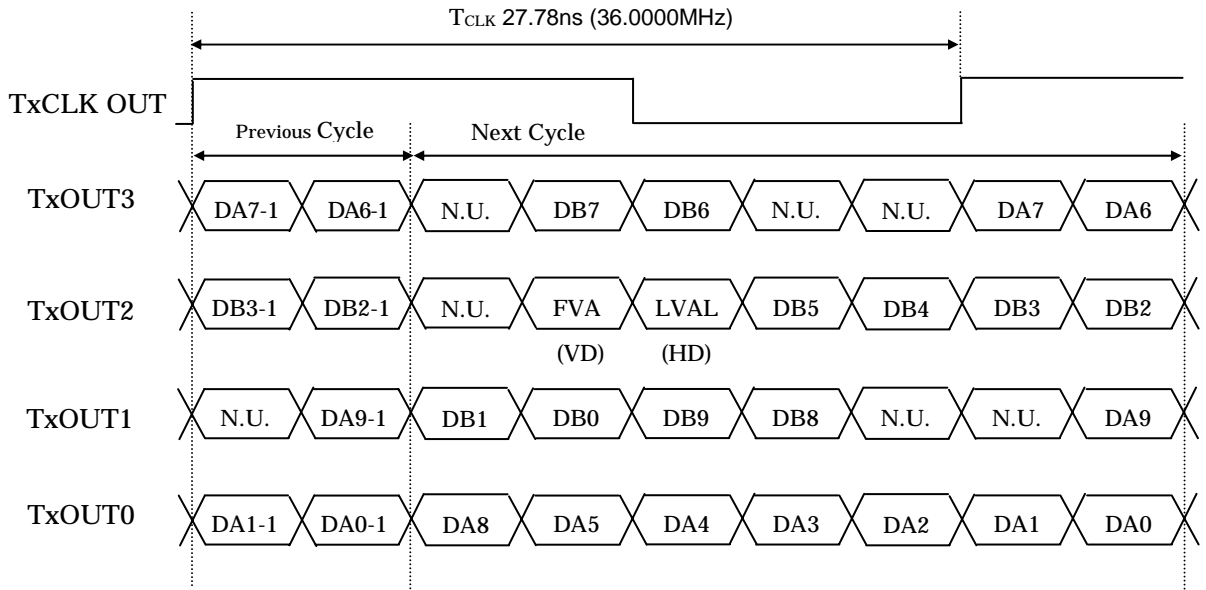 TCLK 27.78ns (36.0000MHz)
TxCLK OUT
Previous Cycle Next Cycle
TxOUT3 DA7-1 DA6-1 N.U. DB7 DB6 N.U. N.U. DA7 DA6
TxOUT2 DB3-1 DB2-1 N.U. FVA LVAL DB5 DB4 DB3 DB2
(VD) (HD)
TxOUT1 N.U. DA9-1 DB1 DB0 DB9 DB8 N.U. N.U. DA9
TxOUT0 DA1-1 DA0-1 DA8 DA5 DA4 DA3 DA2 DA1 DA0